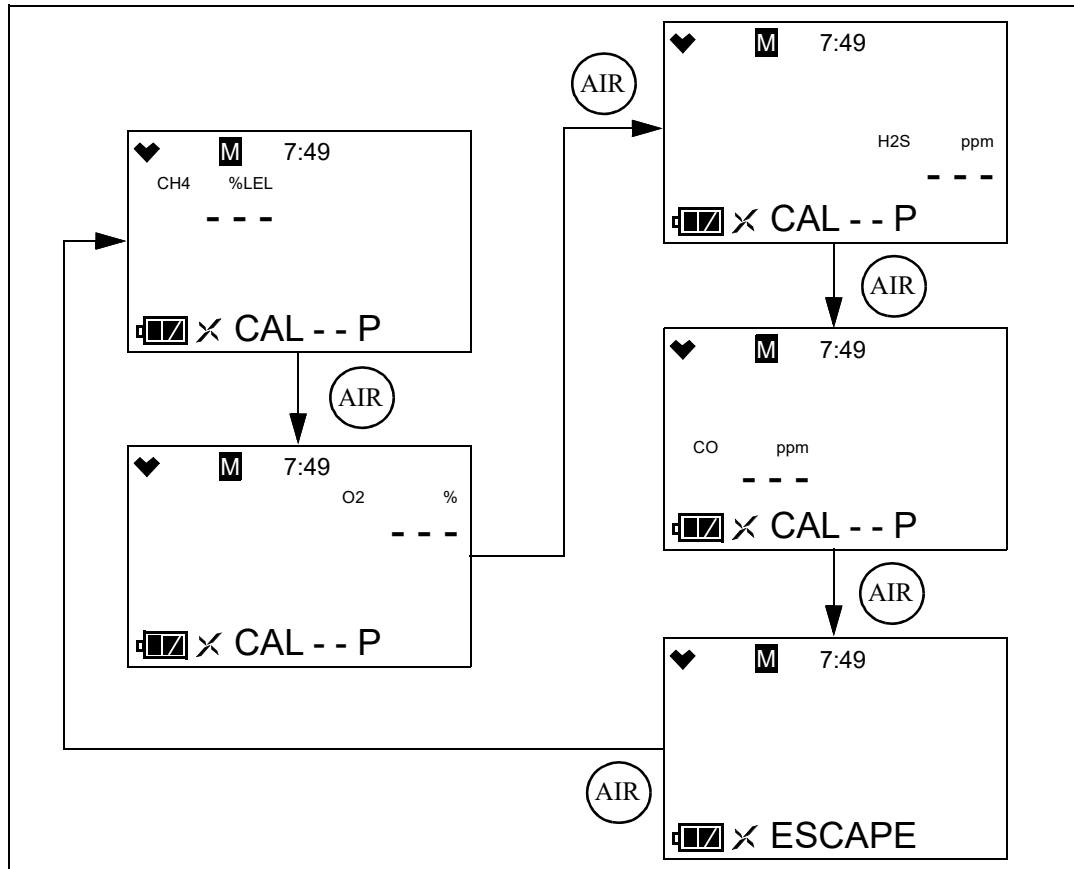 M 7:49
CH4 %LEL
- - -
CAL - - P
AIR
M 7:49
O2 %
- - -
CAL - - P
AIR
M 7:49
H2S ppm
- - -
CAL - - P
AIR
M 7:49
CO ppm
- - -
CAL - - P
AIR
M 7:49
ESCAPE
AIR